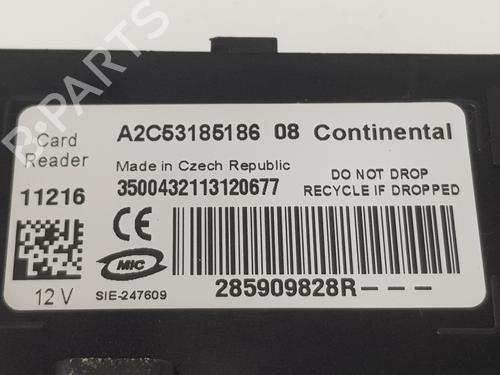 Card
Reader
11216
12 V
A2C53185186 08 Continental
Made in Czech Republic
3500432113120677
DO NOT DROP
RECYCLE IF DROPPED
CE
MIC
SIE-247609
285909828R---
B-PARTS